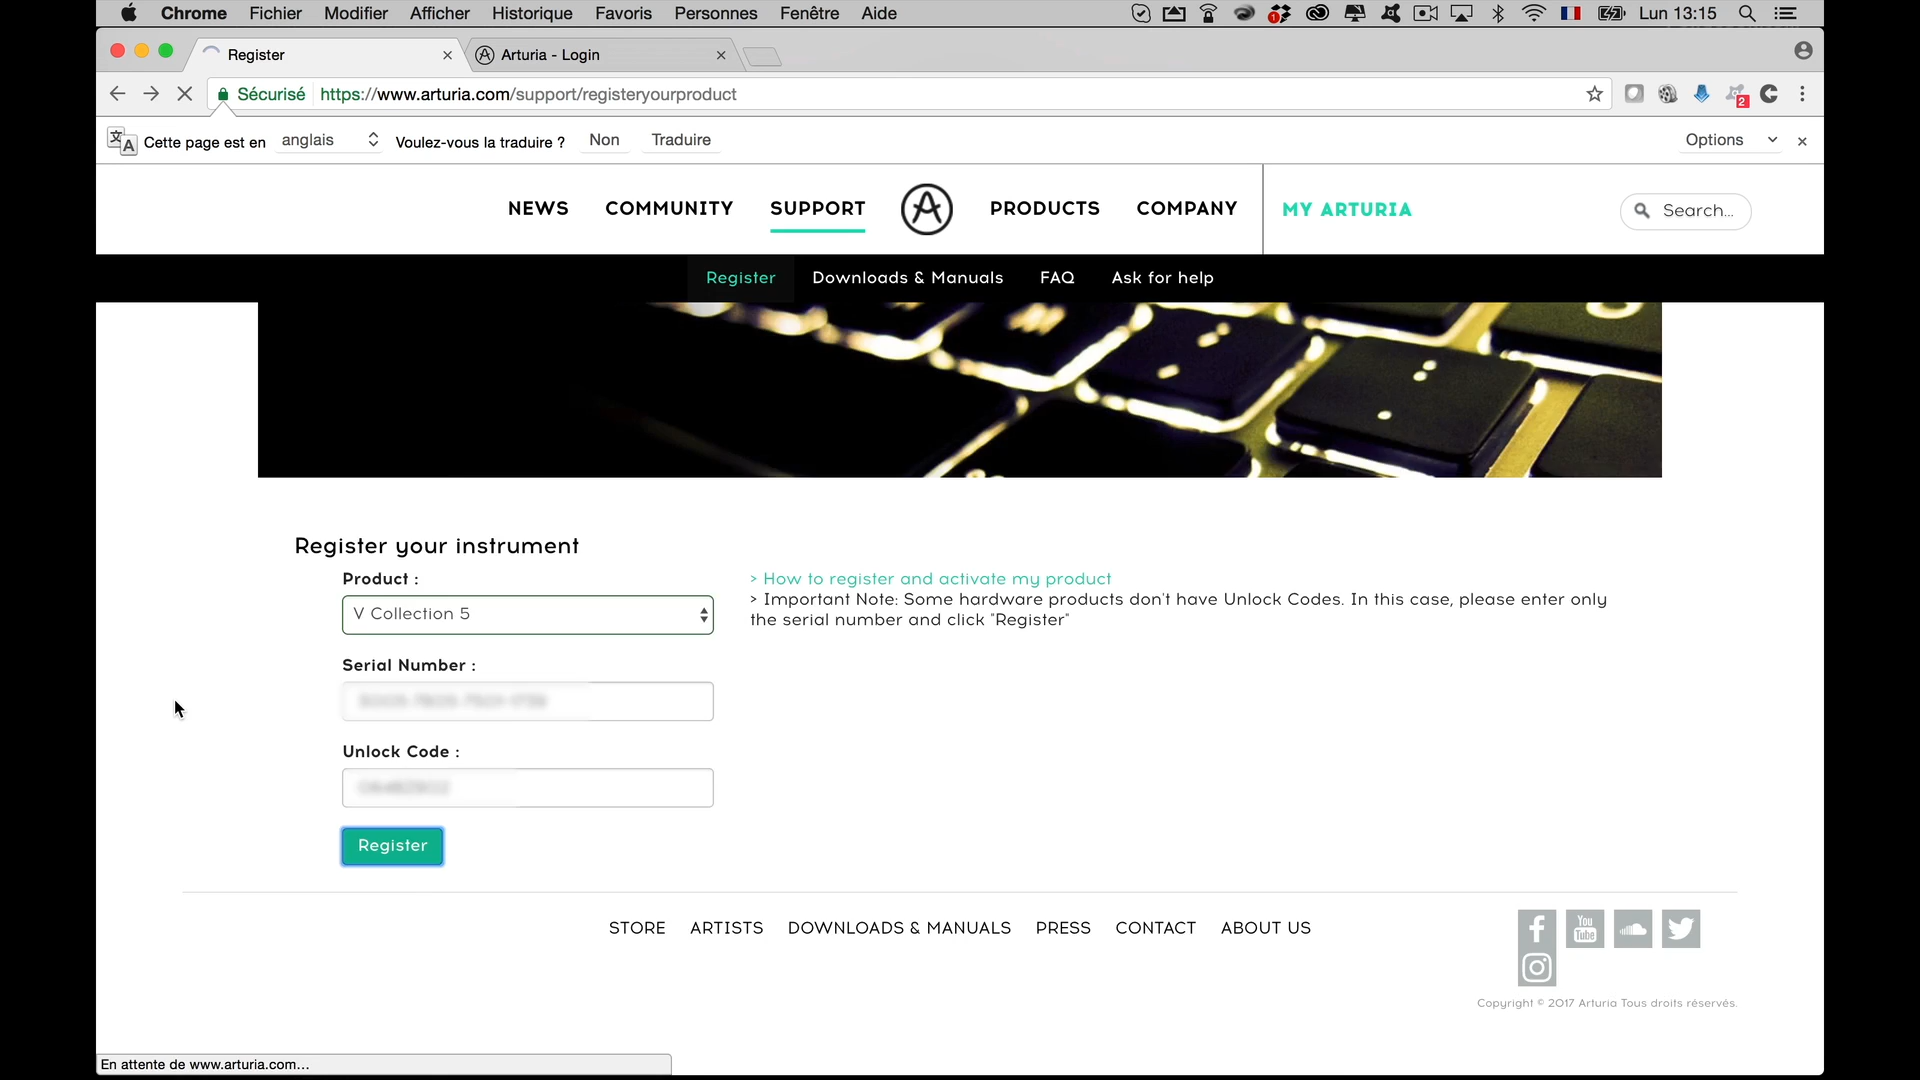 Chrome Fichier Modifier Afficher Historique Favoris Personnes Fenêtre Aide
1
Lun 13:15
Register
Arturia - Login
Sécurisé https://www.arturia.com/support/registeryourproduct
2
Cette page est en anglais Voulez-vous la traduire ? Non Traduire Options
NEWS COMMUNITY SUPPORT PRODUCTS COMPANY MY ARTURIA Search...
Register Downloads & Manuals FAQ Ask for help
Register your instrument
Product :
V Collection 5
Serial Number :
Unlock Code :
Register
> How to register and activate my product
> Important Note: Some hardware products don't have Unlock Codes. In this case, please enter only
the serial number and click "Register"
STORE ARTISTS DOWNLOADS & MANUALS PRESS CONTACT ABOUT US
You
Tube
Copyright © 2017 Arturia Tous droits réservés.
En attente de www.arturia.com...